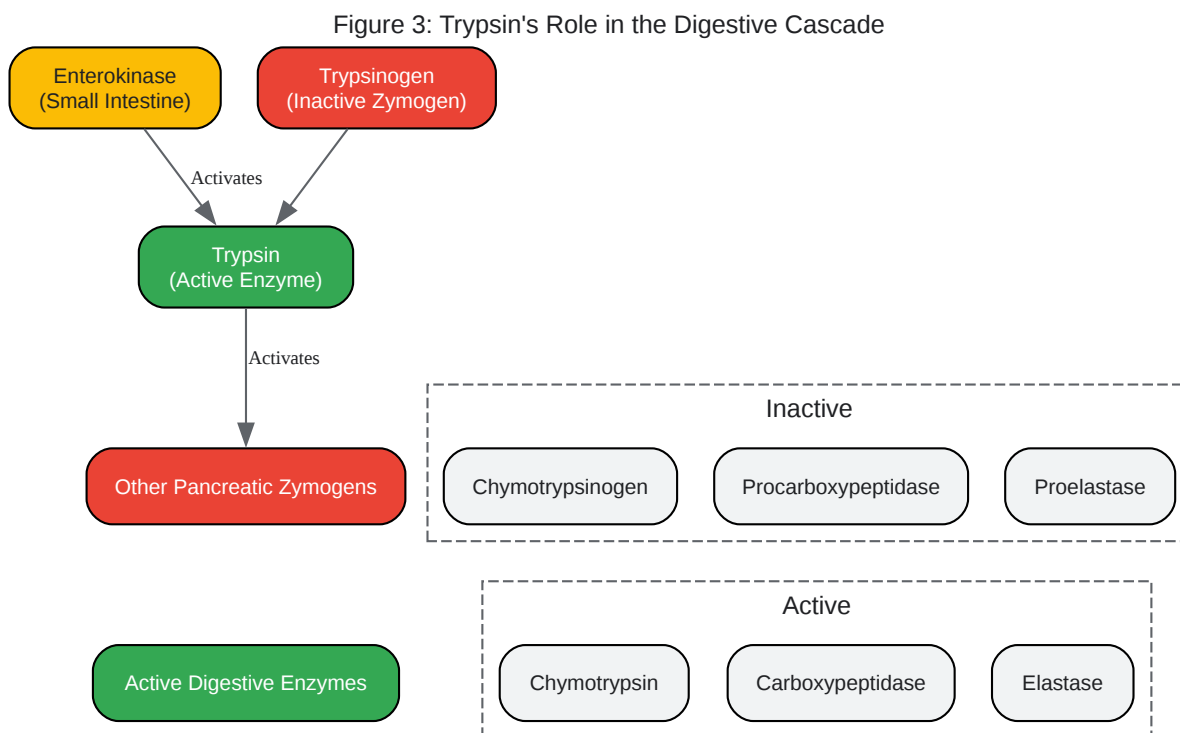 Figure 3: Trypsin's Role in the Digestive Cascade
Enterokinase
(Small Intestine)
Trypsinogen
(Inactive Zymogen)
Activates
Trypsin
(Active Enzyme)
Activates
Inactive
Other Pancreatic Zymogens
Chymotrypsinogen
Procarboxypeptidase
Proelastase
Active
Active Digestive Enzymes
Chymotrypsin
Carboxypeptidase
Elastase